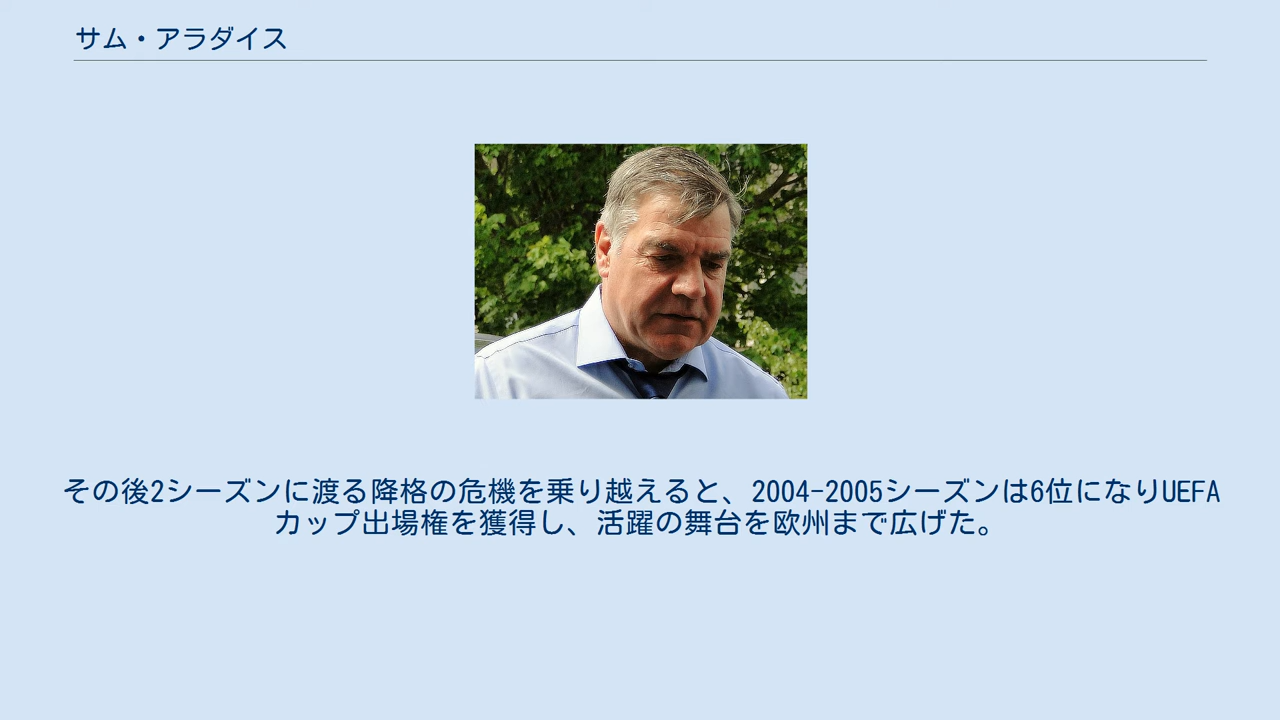 サム・アラダイス
その後2シーズンに渡る降格の危機を乗り越えると、2004-2005シーズンは6位になりUEFA
カップ出場権を獲得し、活躍の舞台を欧州まで広げた。